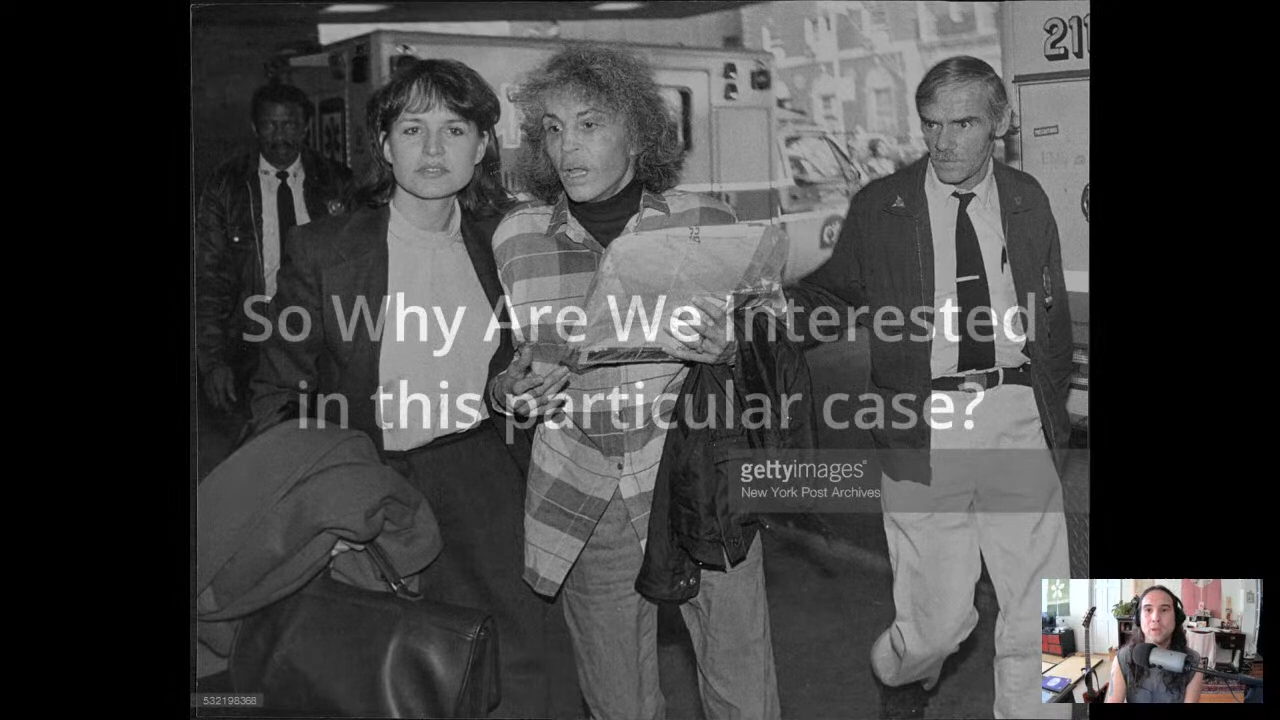 211
So Why Are We Interested
in this particular case?
gettyimages®
New York Post Archives
532198368